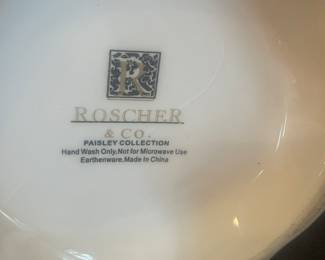 R
ROSCHER
& CO.
PAISLEY COLLECTION
Hand Wash Only, Not for Microwave Use
Earthenware. Made In China